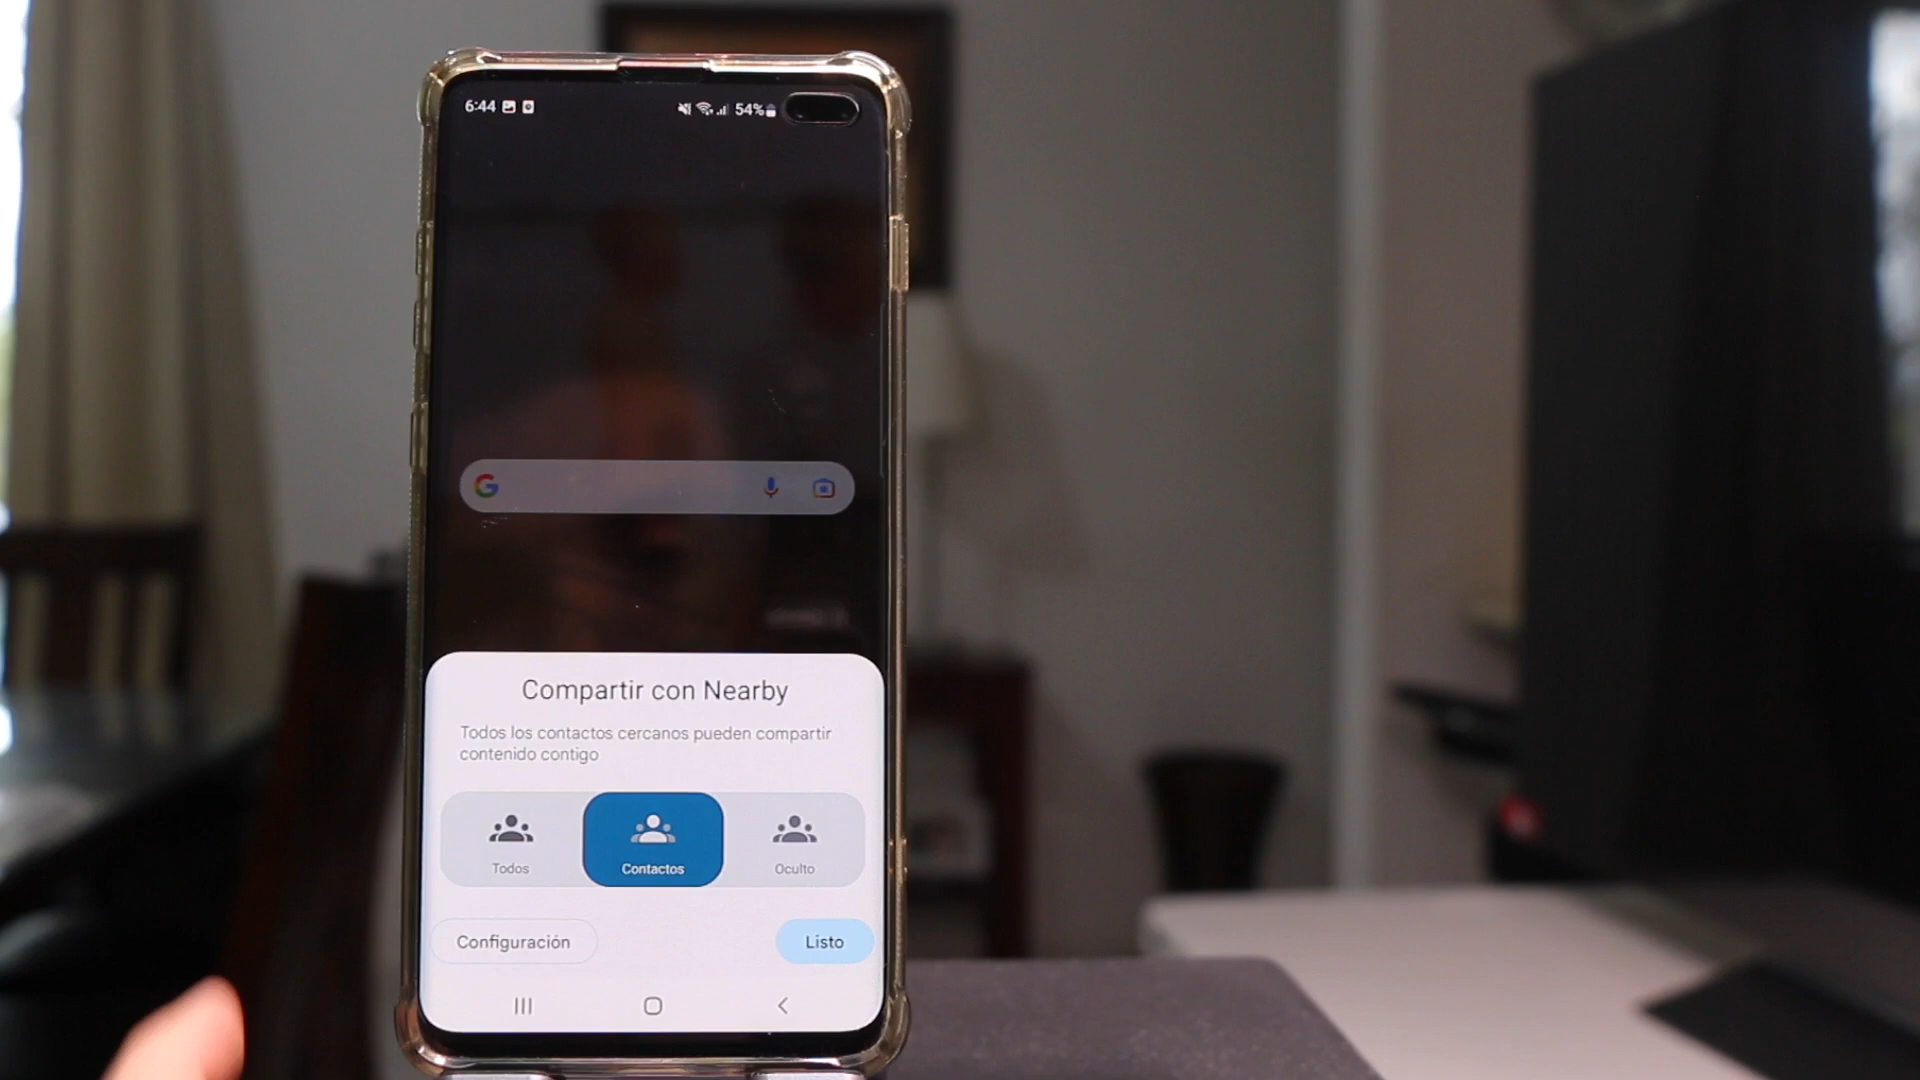 6:44
54%
Compartir con Nearby
Todos los contactos cercanos pueden compartir
contenido contigo
Todos
Contactos
Oculto
Configuración
Listo